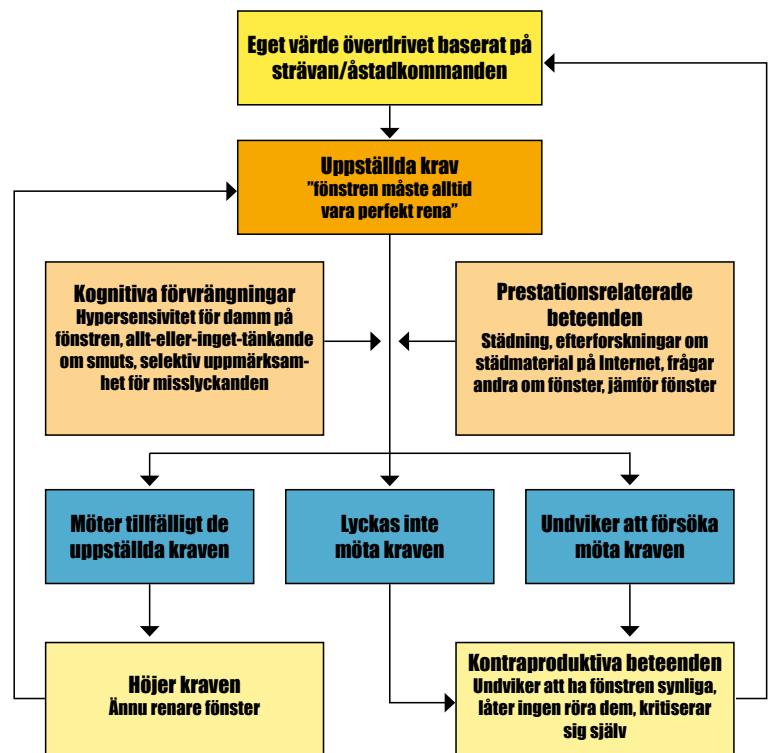 Eget värde överdrivet baserat på
strävan/åstadkommanden
Uppställda krav
”fönstren måste alltid
vara perfekt rena”
Kognitiva förvrängningar
Hypersensivitet för damm på
fönstren, allt-eller-inget-tänkande
om smuts, selektiv uppmärksam-
het för misslyckanden
Prestationsrelaterade
beteenden
Städning, efterforskningar om
städmaterial på Internet, frågar
andra om fönster, jämför fönster
Möter tillfälligt de
uppställda kraven
Lyckas inte
möta kraven
Undviker att försöka
möta kraven
Höjer kraven
Ännu renare fönster
Kontraproduktiva beteenden
Undviker att ha fönstren synliga,
låter ingen röra dem, kritiserar
sig själv